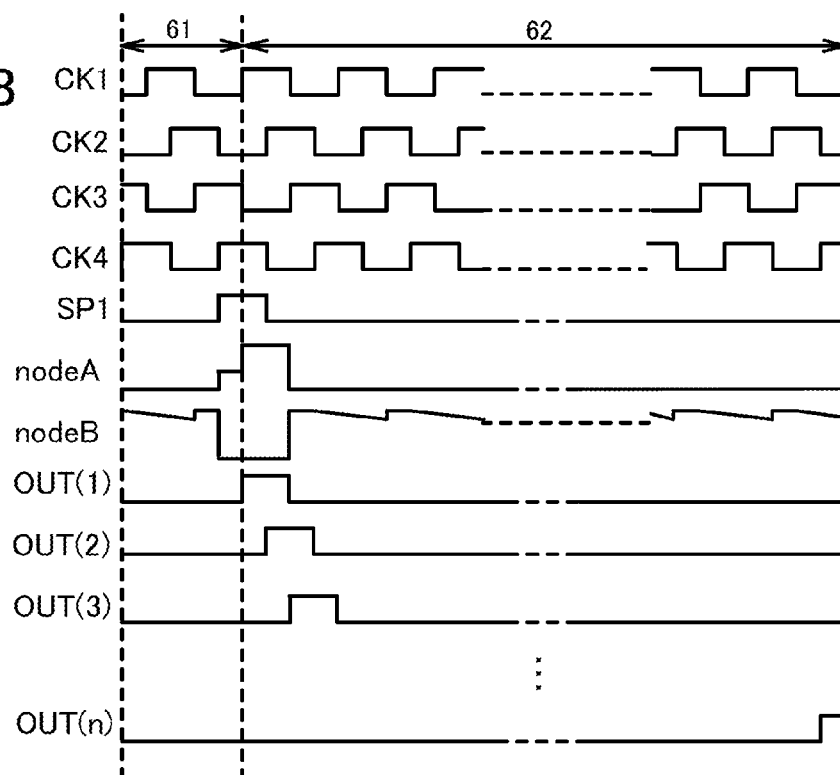 61 62
CK1
CK2
CK3
CK4
SP1
nodeA
nodeB
OUT(1)
OUT(2)
OUT(3)
OUT(n)